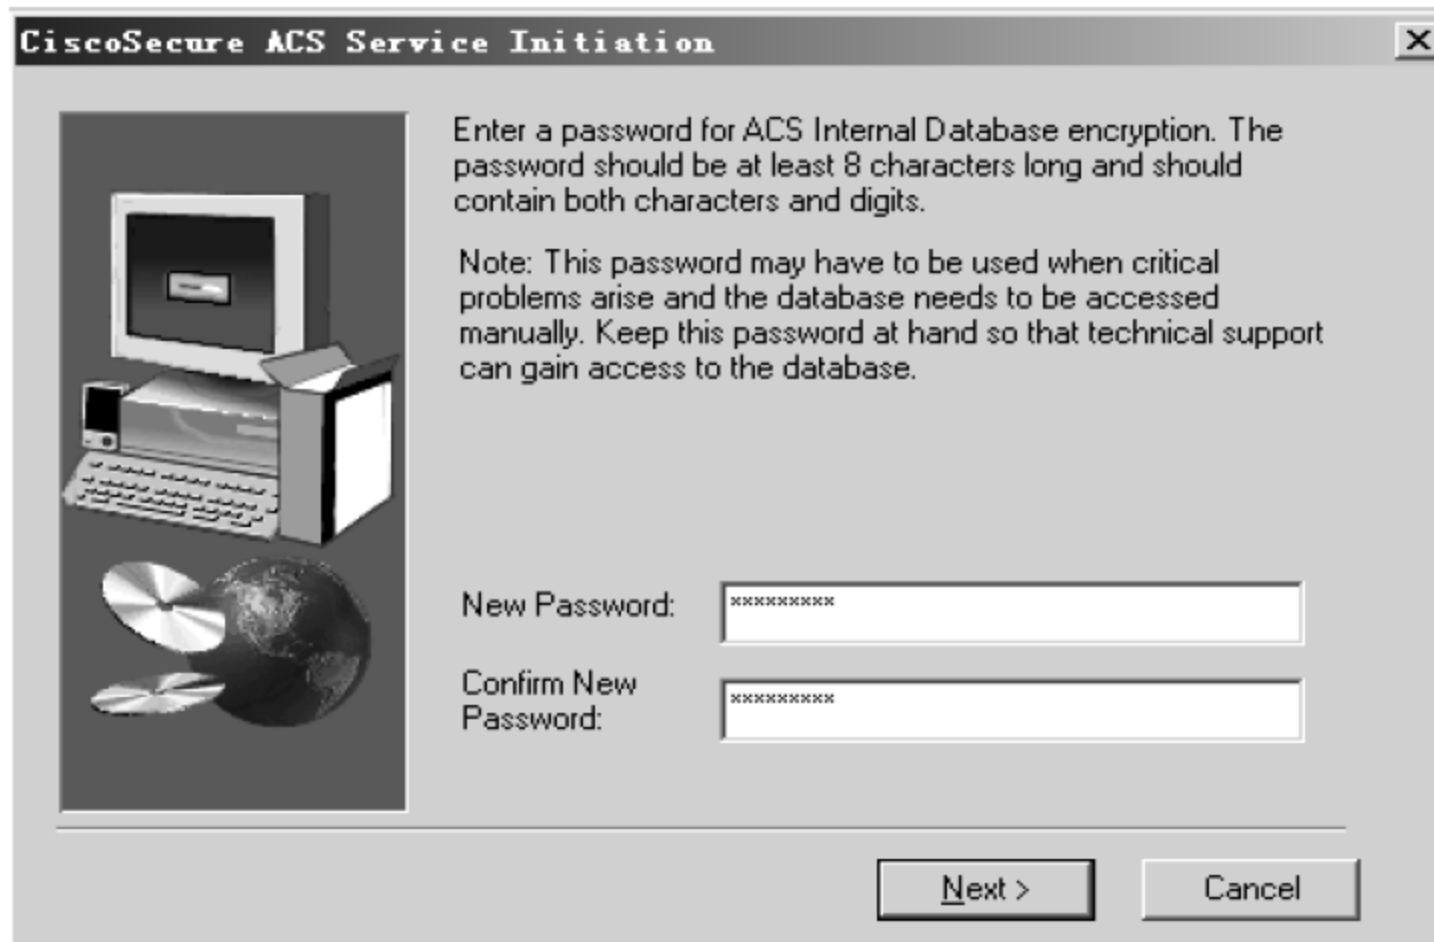 CiscoSecure ACS Service Initiation
Enter a password for ACS Internal Database encryption. The
password should be at least 8 characters long and should
contain both characters and digits.
Note: This password may have to be used when critical
problems arise and the database needs to be accessed
manually. Keep this password at hand so that technical support
can gain access to the database.
New Password: *********
Confirm New
Password: *********
Next > Cancel